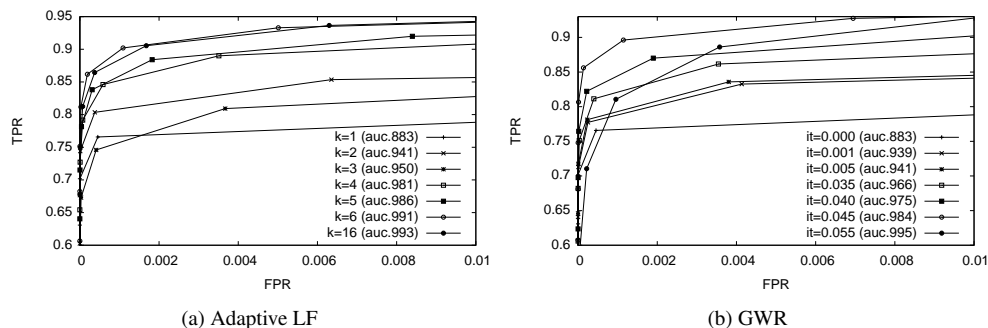 0.95
0.9
0.85
0.8
0.75
0.7
0.65
0.6
TPR
0 0.002 0.004 0.006 0.008 0.01
FPR
k=1 (auc.883)
k=2 (auc.941)
k=3 (auc.950)
k=4 (auc.981)
k=5 (auc.986)
k=6 (auc.991)
k=16 (auc.993)
(a) Adaptive LF
0.9
0.85
0.8
0.75
0.7
0.65
0.6
TPR
0 0.002 0.004 0.006 0.008 0.01
FPR
it=0.000 (auc.883)
it=0.001 (auc.939)
it=0.005 (auc.941)
it=0.035 (auc.966)
it=0.040 (auc.975)
it=0.045 (auc.984)
it=0.055 (auc.995)
(b) GWR